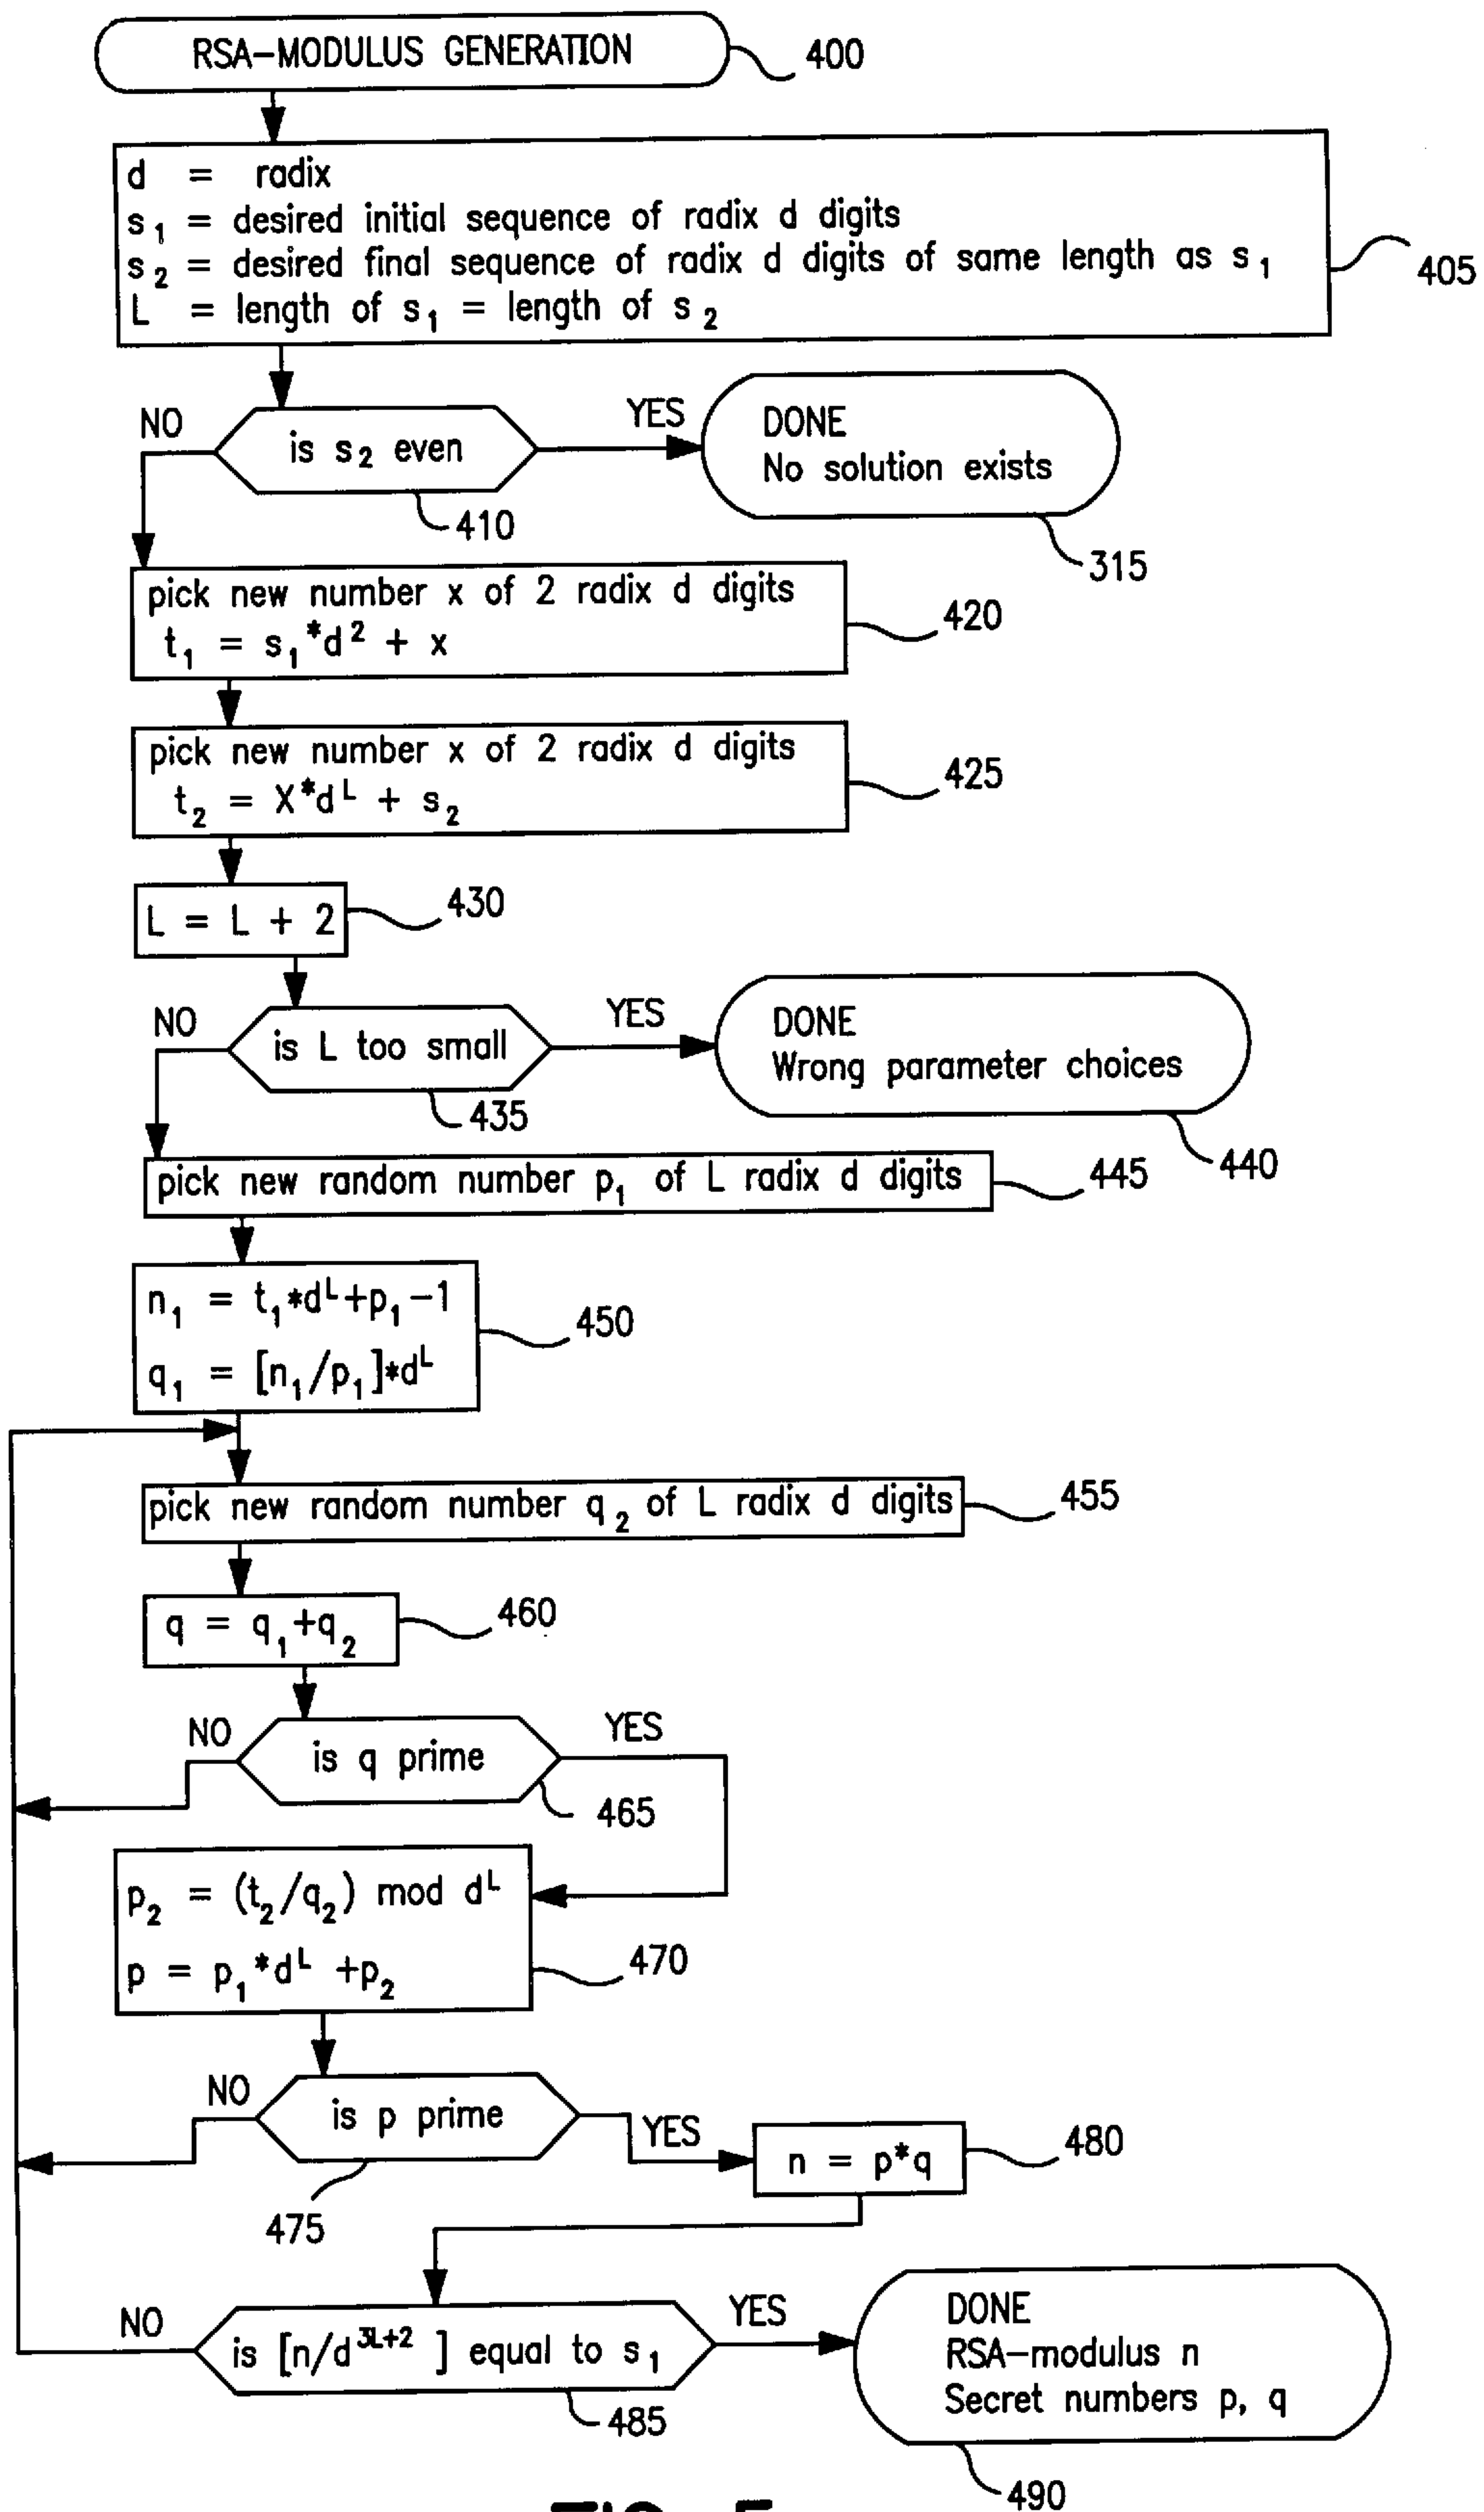 RSA-MODULUS GENERATION
400
d = radix
s₁ = desired initial sequence of radix d digits
s₂ = desired final sequence of radix d digits of same length as s₁
L = length of s₁ = length of s₂
405
NO
is s₂ even
YES
DONE
No solution exists
410
315
pick new number x of 2 radix d digits
t₁ = s₁*d² + x
420
pick new number x of 2 radix d digits
t₂ = X*dᴸ + s₂
425
L = L + 2
430
NO
is L too small
YES
DONE
Wrong parameter choices
435
440
pick new random number p₁ of L radix d digits
445
n₁ = t₁*dᴸ+p₁-1
q₁ = [n₁/p₁]*dᴸ
450
pick new random number q₂ of L radix d digits
455
q = q₁+q₂
460
NO
is q prime
YES
465
p₂ = (t₂/q₂) mod dᴸ
p = p₁*dᴸ +p₂
470
NO
is p prime
YES
475
n = p*q
480
NO
is [n/d³ᴸ⁺²] equal to s₁
YES
485
DONE
RSA-modulus n
Secret numbers p, q
490